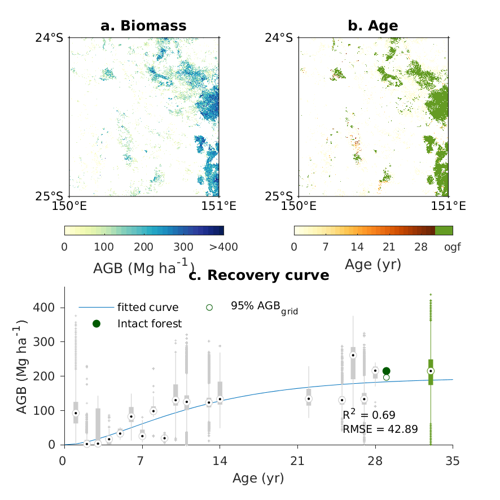 a. Biomass
b. Age
24°S
25°S
150°E
151°E
24°S
25°S
150°E
151°E
0 100 200 300 >400
AGB (Mg ha-1)
0 7 14 21 28 ogf
Age (yr)
c. Recovery curve
AGB (Mg ha-1)
400
300
200
100
0
fitted curve
95% AGBgrid
Intact forest
R2 = 0.69
RMSE = 42.89
0 7 14 21 28 35
Age (yr)